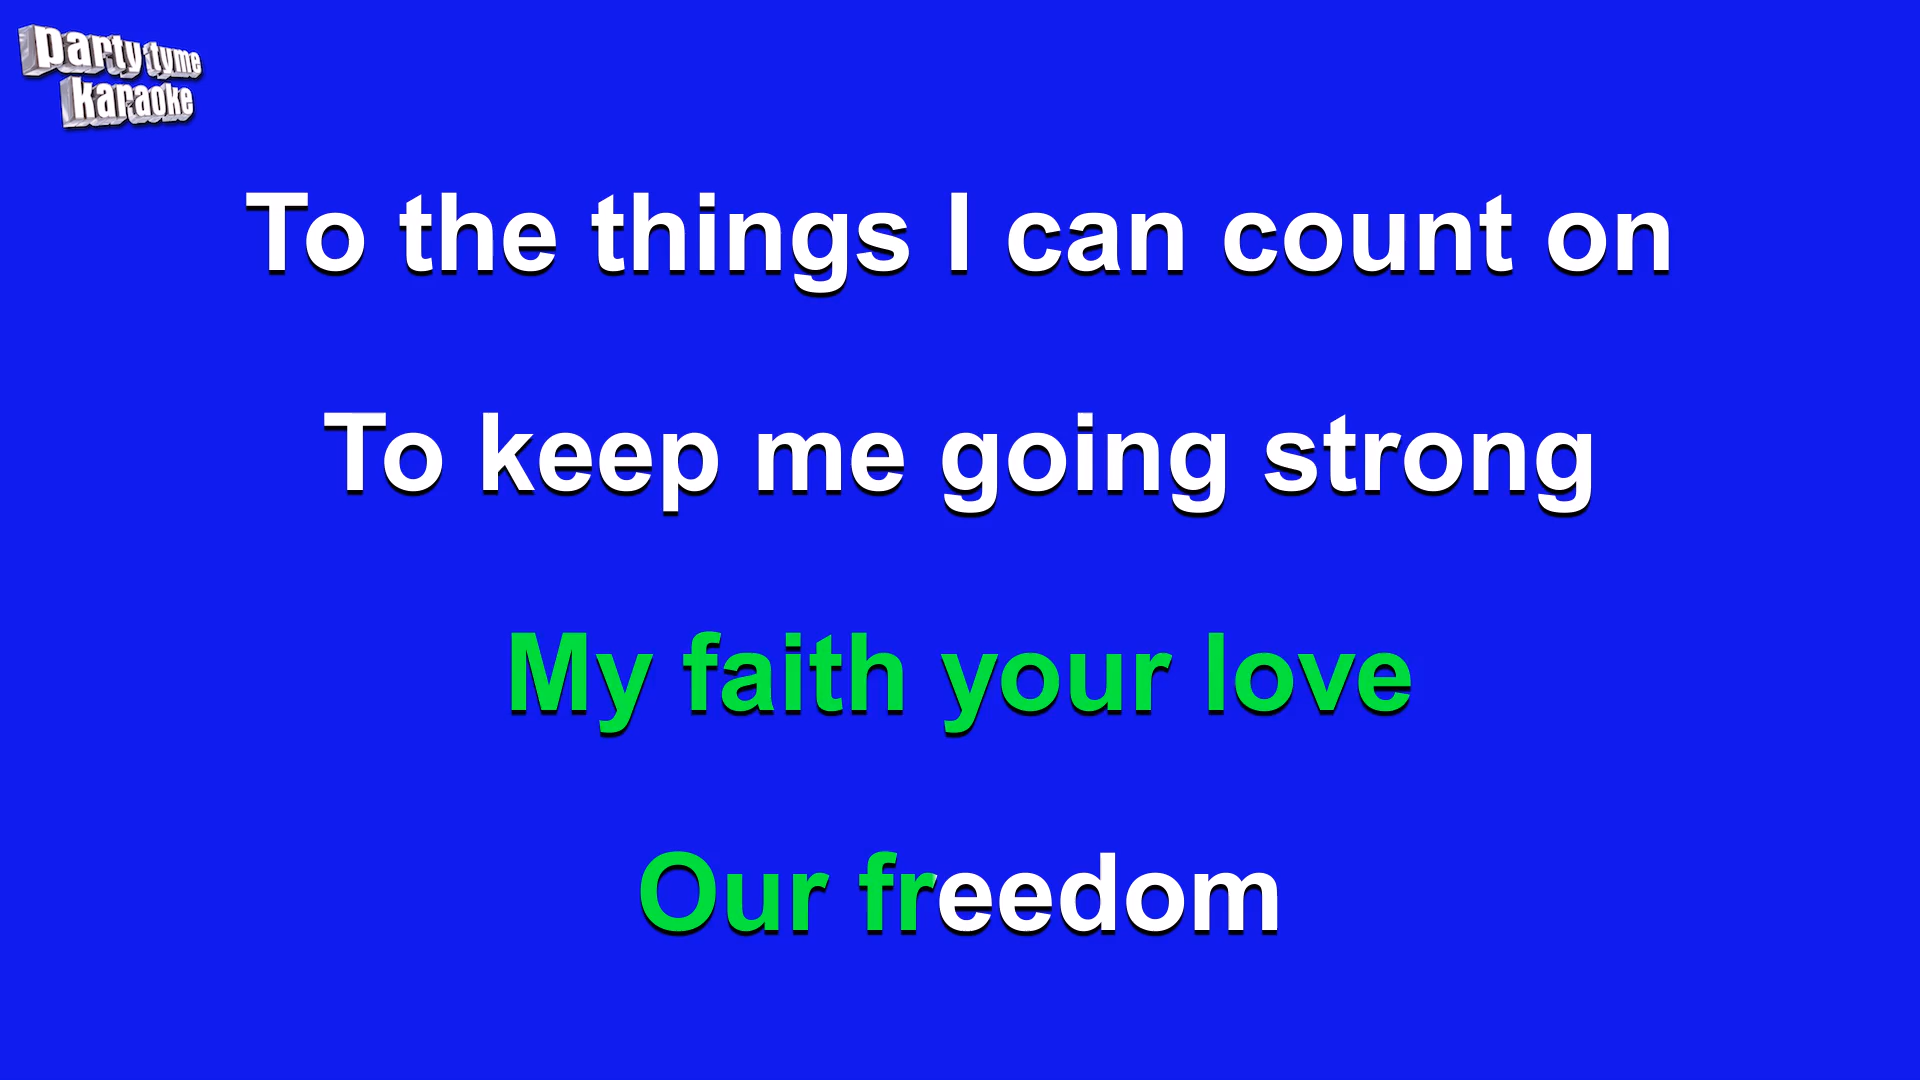 party tyme
karaoke
To the things I can count on
To keep me going strong
My faith your love
Our freedom